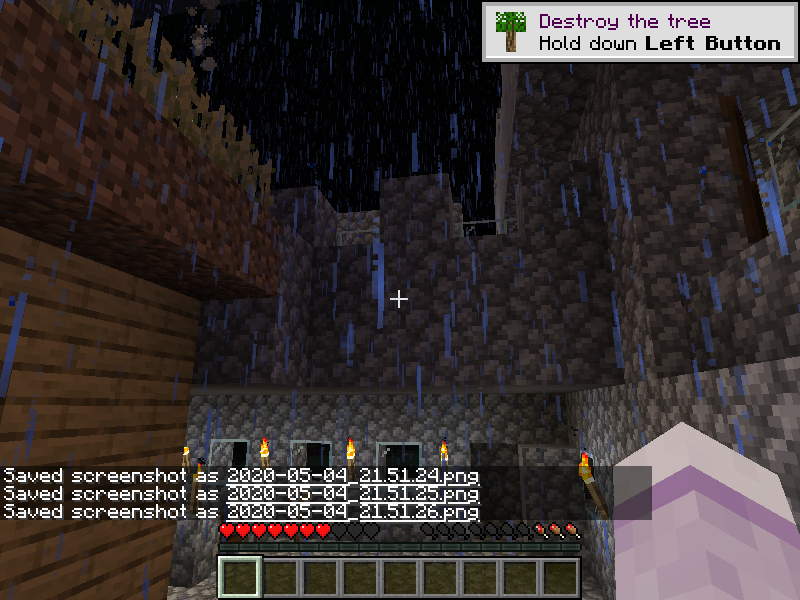 Destroy the tree
Hold down Left Button
Saved screenshot as 2020-05-04_21.51.24.png
Saved screenshot as 2020-05-04_21.51.25.png
Saved screenshot as 2020-05-04_21.51.26.png